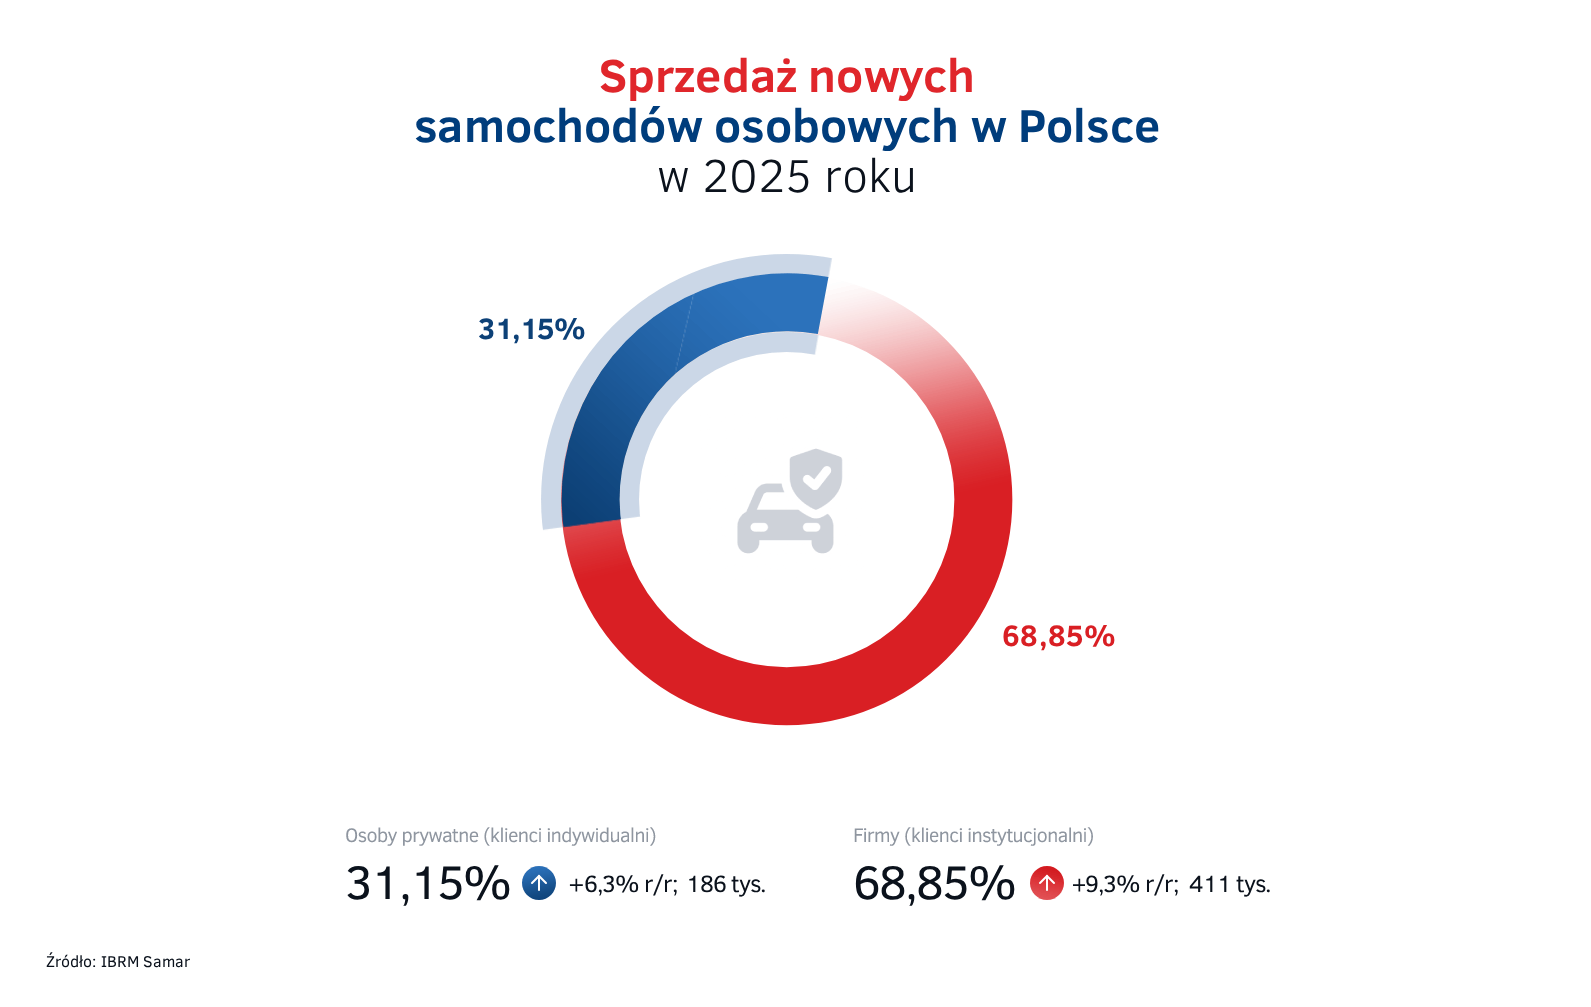 Sprzedaż nowych
samochodów osobowych w Polsce
w 2025 roku
31,15%
68,85%
Osoby prywatne (klienci indywidualni)
31,15% +6,3% r/r; 186 tys.
Firmy (klienci instytucjonalni)
68,85% +9,3% r/r; 411 tys.
Źródło: IBRM Samar